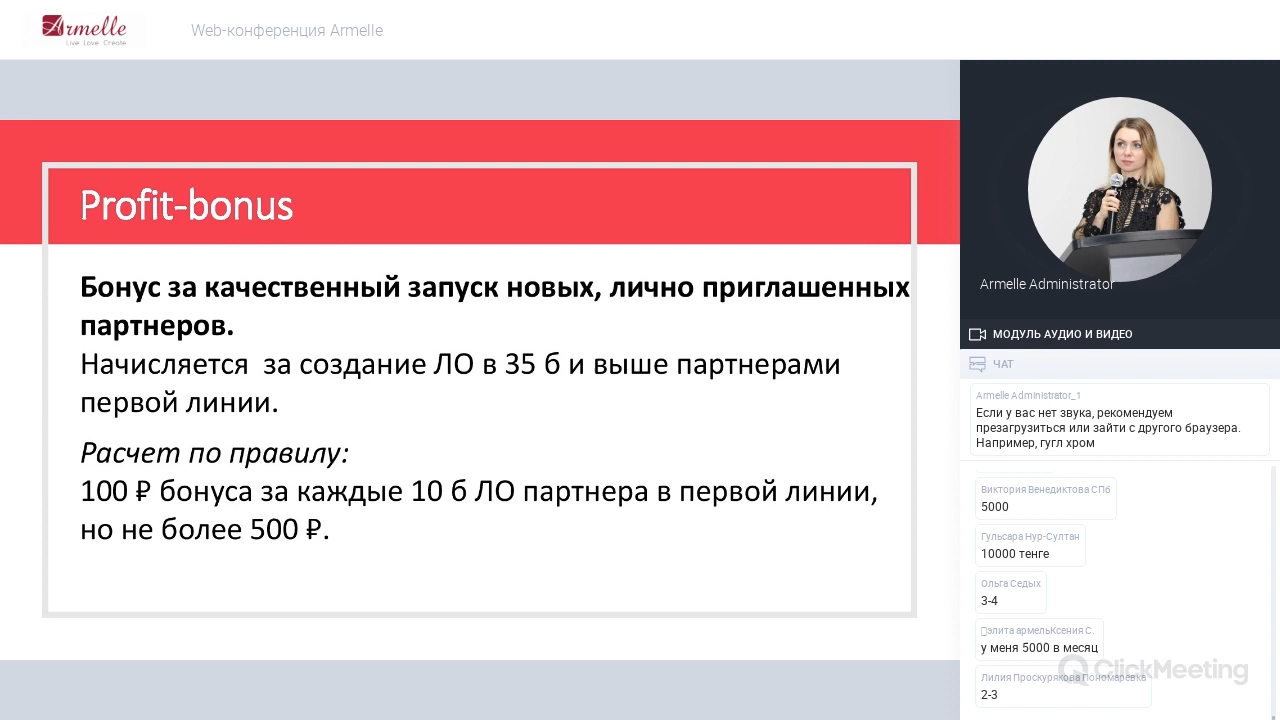 Armelle
Live Love Create
Web-конференция Armelle
Profit-bonus
Бонус за качественный запуск новых, лично приглашенных
партнеров.
Начисляется за создание ЛО в 35 б и выше партнерами
первой линии.
Расчет по правилу:
100 ₽ бонуса за каждые 10 б ЛО партнера в первой линии,
но не более 500 ₽.
Armelle Administrator
МОДУЛЬ АУДИО И ВИДЕО
ЧАТ
Armelle Administrator_1
Если у вас нет звука, рекомендуем
презагрузиться или зайти с другого браузера.
Например, гугл хром
Виктория Венедиктова СПб
5000
Гульсара Нур-Султан
10000 тенге
Ольга Седых
3-4
элита армельКсения С.
у меня 5000 в месяц
Лилия Проскурякова Пономаревка
2-3
ClickMeeting